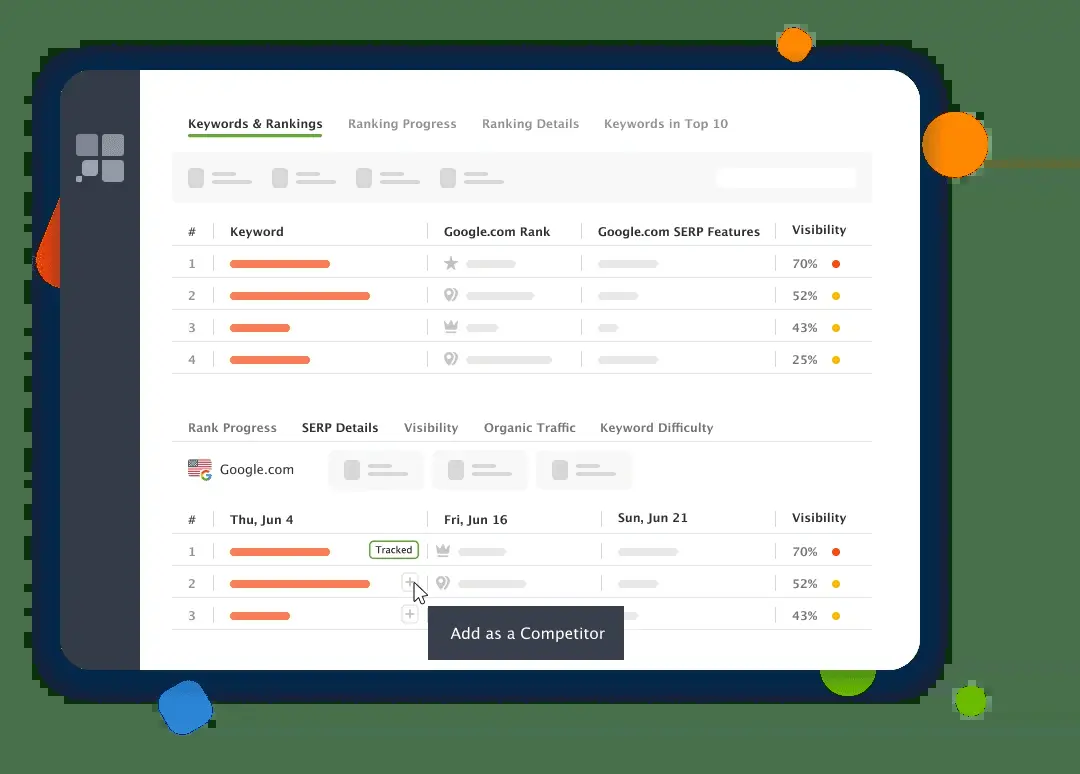 Keywords & Rankings Ranking Progress Ranking Details Keywords in Top 10
# Keyword Google.com Rank Google.com SERP Features Visibility
1 70%
2 52%
3 43%
4 25%
Rank Progress SERP Details Visibility Organic Traffic Keyword Difficulty
Google.com
# Thu, Jun 4 Fri, Jun 16 Sun, Jun 21 Visibility
1 Tracked 70%
2 + 52%
3 + 43%
Add as a Competitor